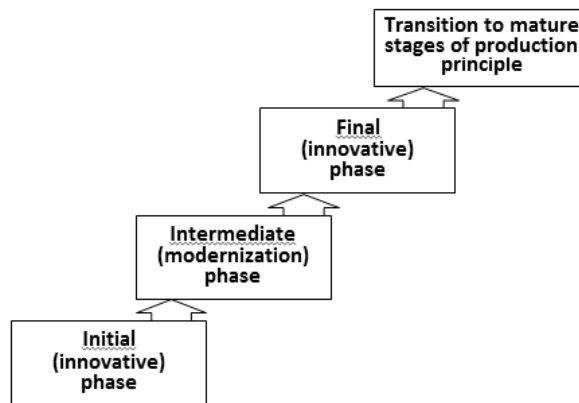 Transition to mature
stages of production
principle
Final
(innovative)
phase
Intermediate
(modernization)
phase
Initial
(innovative)
phase